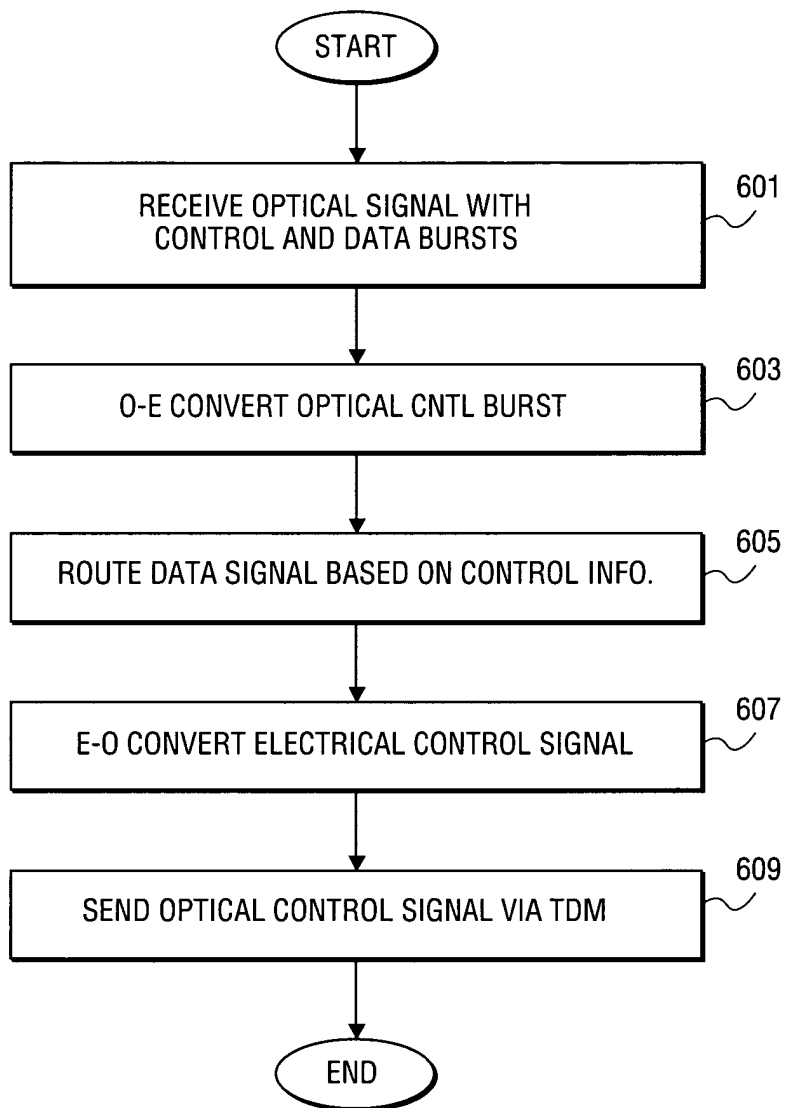 START
RECEIVE OPTICAL SIGNAL WITH
CONTROL AND DATA BURSTS
601
O-E CONVERT OPTICAL CNTL BURST
603
ROUTE DATA SIGNAL BASED ON CONTROL INFO.
605
E-O CONVERT ELECTRICAL CONTROL SIGNAL
607
SEND OPTICAL CONTROL SIGNAL VIA TDM
609
END